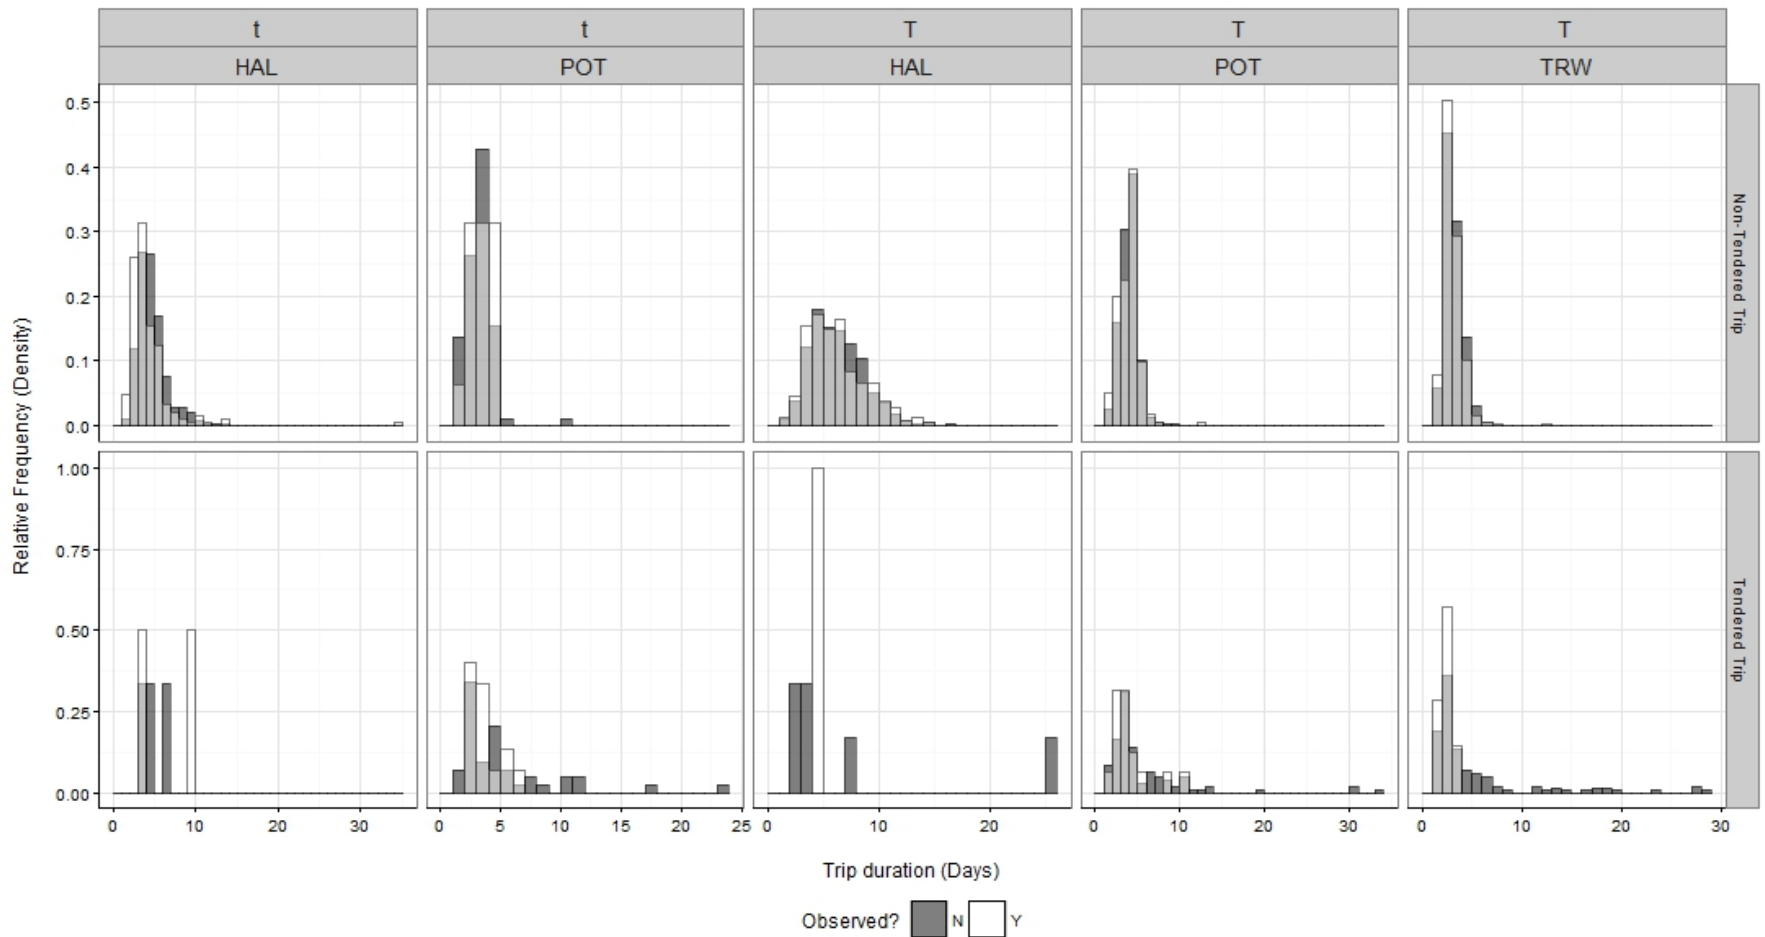 t t T T T
HAL POT HAL POT TRW
0.5
0.4
0.3
0.2
0.1
0.0
Non-Tendered Trip
Relative Frequency (Density)
1.00
0.75
0.50
0.25
0.00
Tendered Trip
0 10 20 30 0 5 10 15 20 25 0 10 20 0 10 20 30 0 10 20 30
Trip duration (Days)
Observed? N Y